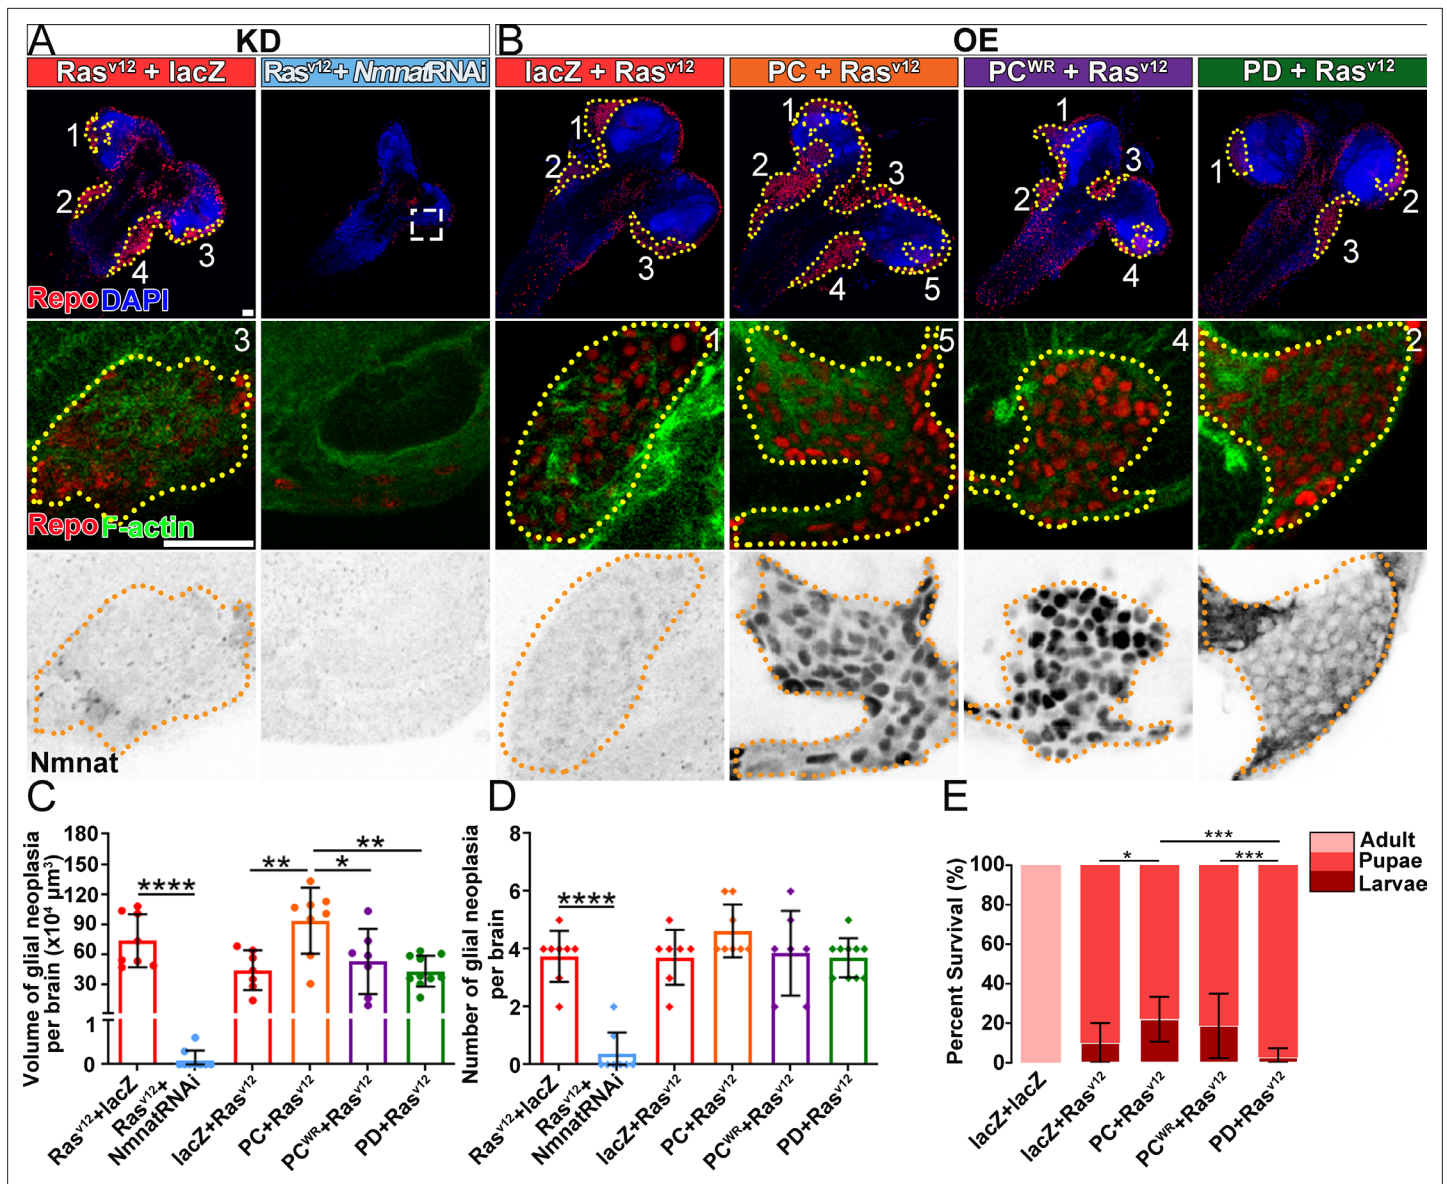 A KD B OE
Rasv12 + lacZ Rasv12+ NmnatRNAi lacZ + Rasv12 PC + Rasv12 PCWR + Rasv12 PD + Rasv12
1 2 3 4
1 2 3
1 2 3 4 5
1 2 3 4
1 2 3
Repo DAPI
3 1 5 4 2
Repo F-actin
Nmnat
C
Volume of glial neoplasia
per brain (x10⁴ µm³)
180
150
120
90
60
30
1
0
**** ** * **
Rasv12+lacZ
Rasv12+
NmnatRNAi
lacZ+Rasv12
PC+Rasv12
PCWR+Rasv12
PD+Rasv12
D
Number of glial neoplasia
per brain
8
6
4
2
0
****
Rasv12+lacZ
Rasv12+
NmnatRNAi
lacZ+Rasv12
PC+Rasv12
PCWR+Rasv12
PD+Rasv12
E
Percent Survival (%)
100
80
60
40
20
0
* *** ***
Adult
Pupae
Larvae
lacZ+lacZ
lacZ+Rasv12
PC+Rasv12
PCWR+Rasv12
PD+Rasv12